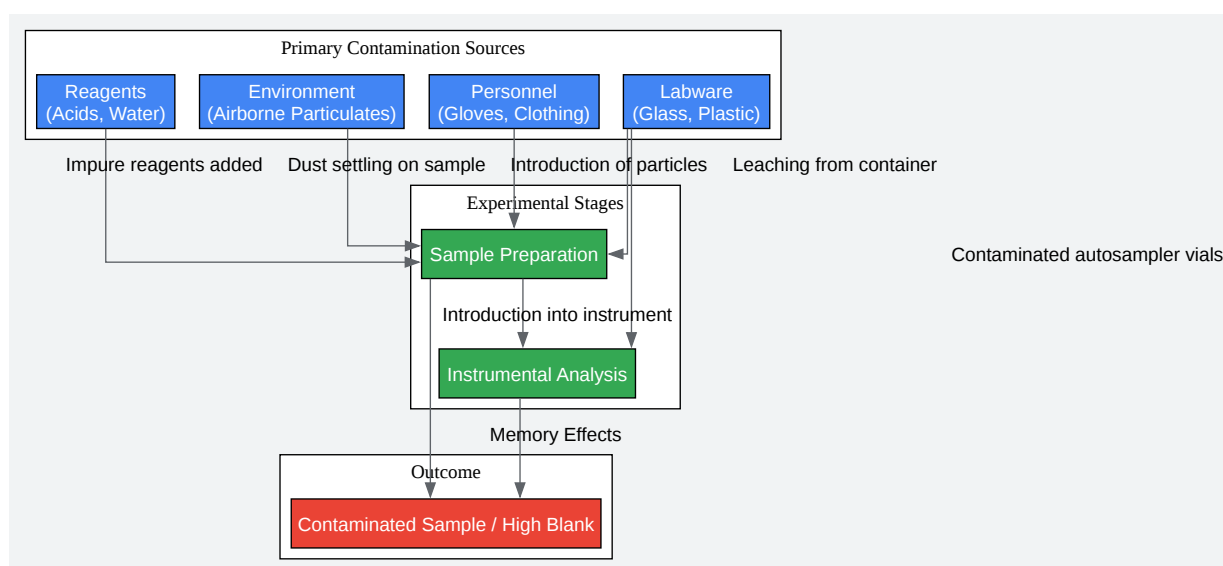 Primary Contamination Sources
Reagents
(Acids, Water)
Environment
(Airborne Particulates)
Personnel
(Gloves, Clothing)
Labware
(Glass, Plastic)
Impure reagents added
Dust settling on sample
Introduction of particles
Leaching from container
Experimental Stages
Sample Preparation
Contaminated autosampler vials
Introduction into instrument
Instrumental Analysis
Memory Effects
Outcome
Contaminated Sample / High Blank